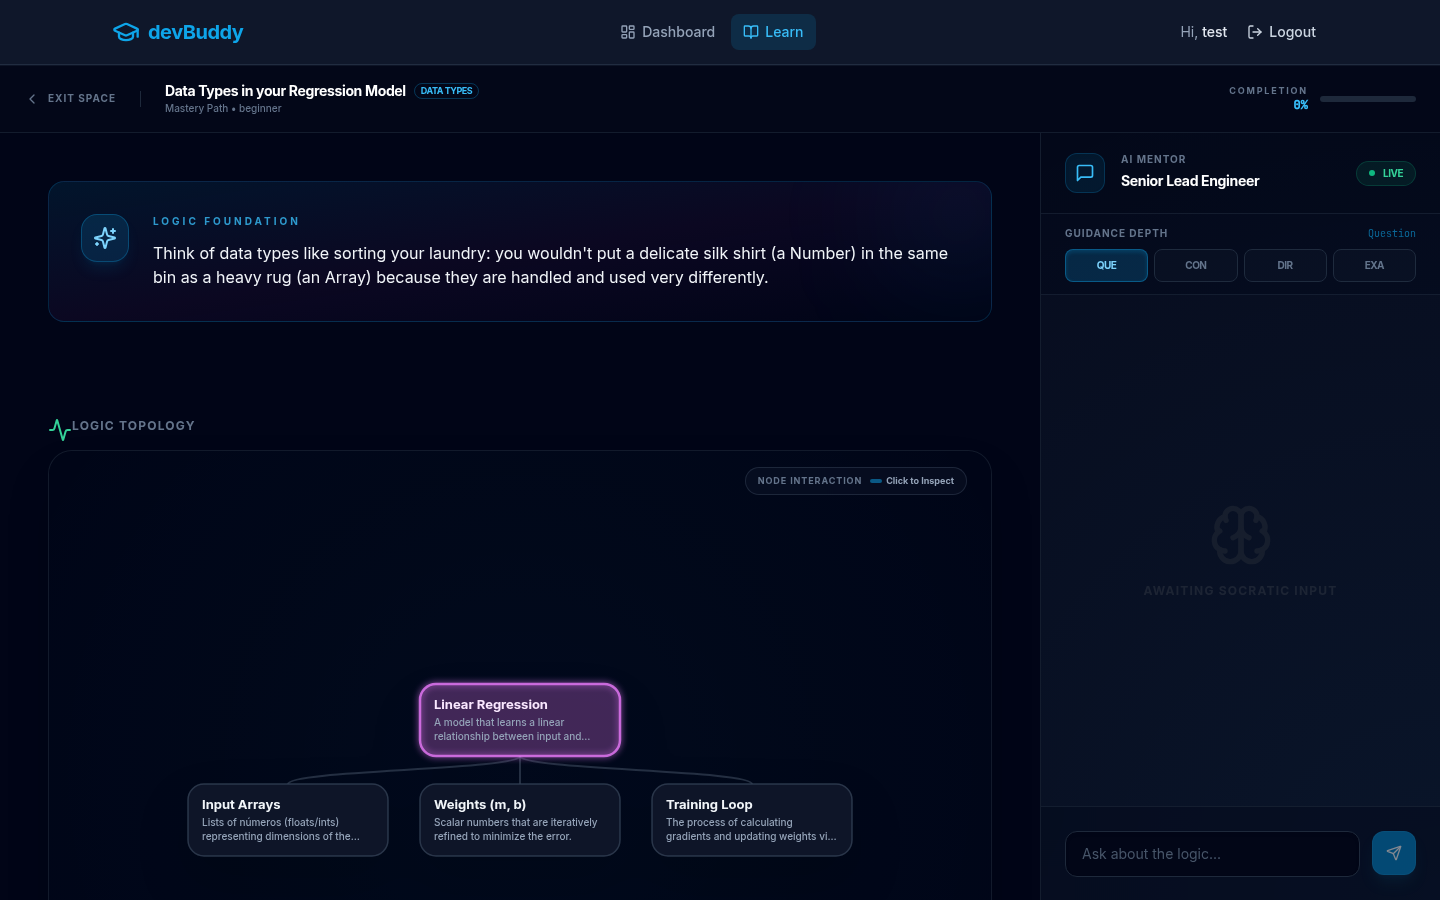 devBuddy
Dashboard
Learn
Hi, test
Logout
EXIT SPACE
Data Types in your Regression Model
DATA TYPES
Mastery Path • beginner
COMPLETION
0%
LOGIC FOUNDATION
Think of data types like sorting your laundry: you wouldn't put a delicate silk shirt (a Number) in the same
bin as a heavy rug (an Array) because they are handled and used very differently.
LOGIC TOPOLOGY
NODE INTERACTION
Click to Inspect
Linear Regression
A model that learns a linear
relationship between input and...
Input Arrays
Lists of números (floats/ints)
representing dimensions of the...
Weights (m, b)
Scalar numbers that are iteratively
refined to minimize the error.
Training Loop
The process of calculating
gradients and updating weights vi...
AI MENTOR
Senior Lead Engineer
LIVE
GUIDANCE DEPTH
Question
QUE
CON
DIR
EXA
AWAITING SOCRATIC INPUT
Ask about the logic...